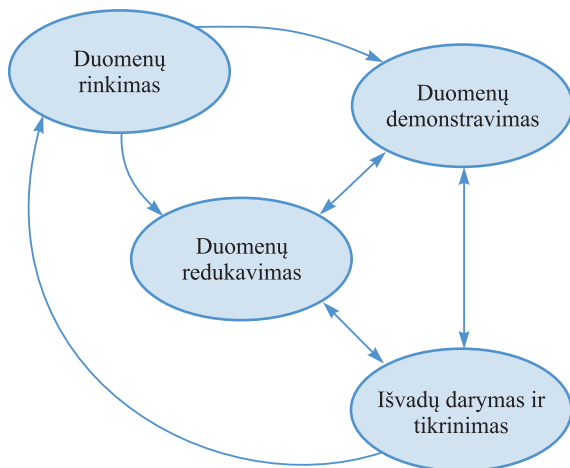 Duomenų
rinkimas
Duomenų
demonstravimas
Duomenų
redukavimas
Išvadų darymas ir
tikrinimas